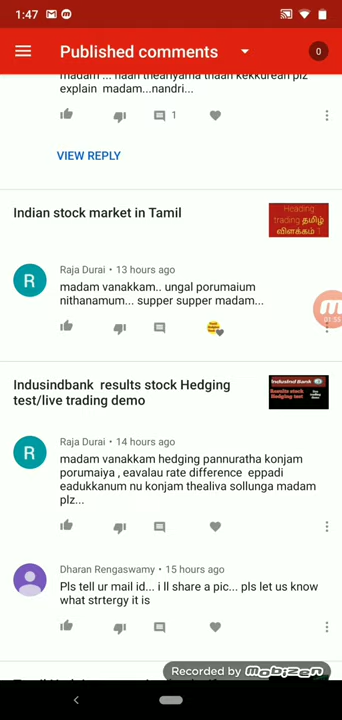 1:47
Published comments
0
madam ... naan theanyama thaan kekkurean plz
explain madam...nandri...
1
VIEW REPLY
Indian stock market in Tamil
Heading
trading தமிழ்
விளக்கம் 1
R
Raja Durai • 13 hours ago
madam vanakkam.. ungal porumaium
nithanamum... supper supper madam...
01:55
Indusindbank results stock Hedging
test/live trading demo
IndusInd Bank
Results stock
Hedging test
R
Raja Durai • 14 hours ago
madam vanakkam hedging pannuratha konjam
porumaiya , eavalau rate difference eppadi
eadukkanum nu konjam thealiva sollunga madam
plz...
Dharan Rengaswamy • 15 hours ago
Pls tell ur mail id... i ll share a pic... pls let us know
what strtergy it is
Recorded by mobizen